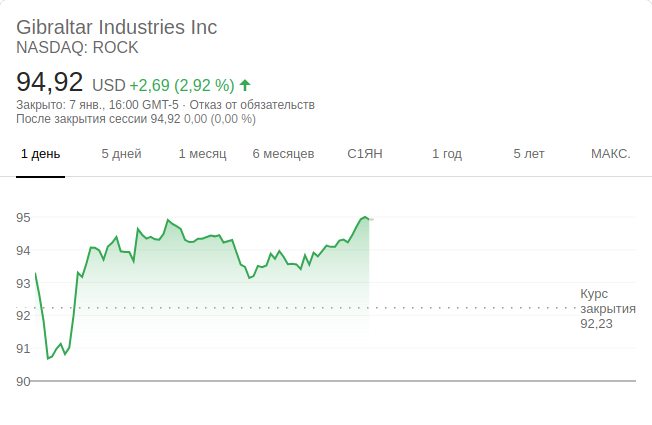 Gibraltar Industries Inc
NASDAQ: ROCK
94,92 USD +2,69 (2,92 %)
Закрыто: 7 янв., 16:00 GMT-5 · Отказ от обязательств
После закрытия сессии 94,92 0,00 (0,00 %)
1 день 5 дней 1 месяц 6 месяцев С1ЯН 1 год 5 лет МАКС.
95
94
93
92
91
90
Курс
закрытия
92,23